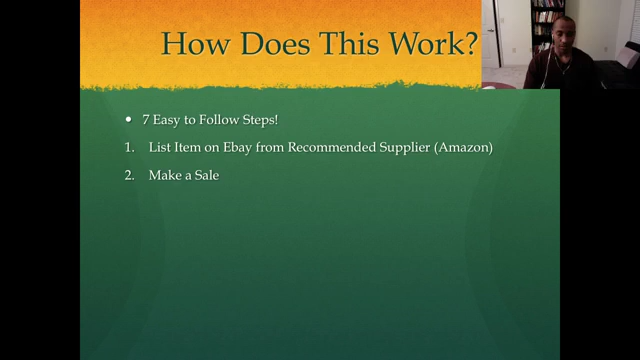 How Does This Work?
• 7 Easy to Follow Steps!
1. List Item on Ebay from Recommended Supplier (Amazon)
2. Make a Sale